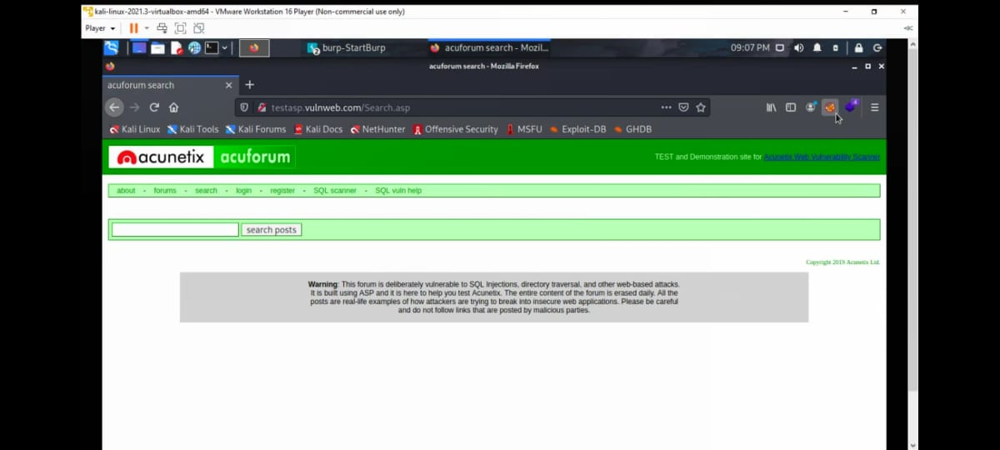 kali-linux-2021.3-virtualbox-amd64 - VMware Workstation 16 Player (Non-commercial use only)
Player
burp-StartBurp
acuforum search - Mozil...
09:07 PM
acuforum search - Mozilla Firefox
acuforum search
testasp.vulnweb.com/Search.asp
4
Kali Linux Kali Tools Kali Forums Kali Docs NetHunter Offensive Security MSFU Exploit-DB GHDB
acunetix acuforum
TEST and Demonstration site for Acunetix Web Vulnerability Scanner
about - forums - search - login - register - SQL scanner - SQL vuln help
search posts
Copyright 2019 Acunetix Ltd.
Warning: This forum is deliberately vulnerable to SQL Injections, directory traversal, and other web-based attacks.
It is built using ASP and it is here to help you test Acunetix. The entire content of the forum is erased daily. All the
posts are real-life examples of how attackers are trying to break into insecure web applications. Please be careful
and do not follow links that are posted by malicious parties.